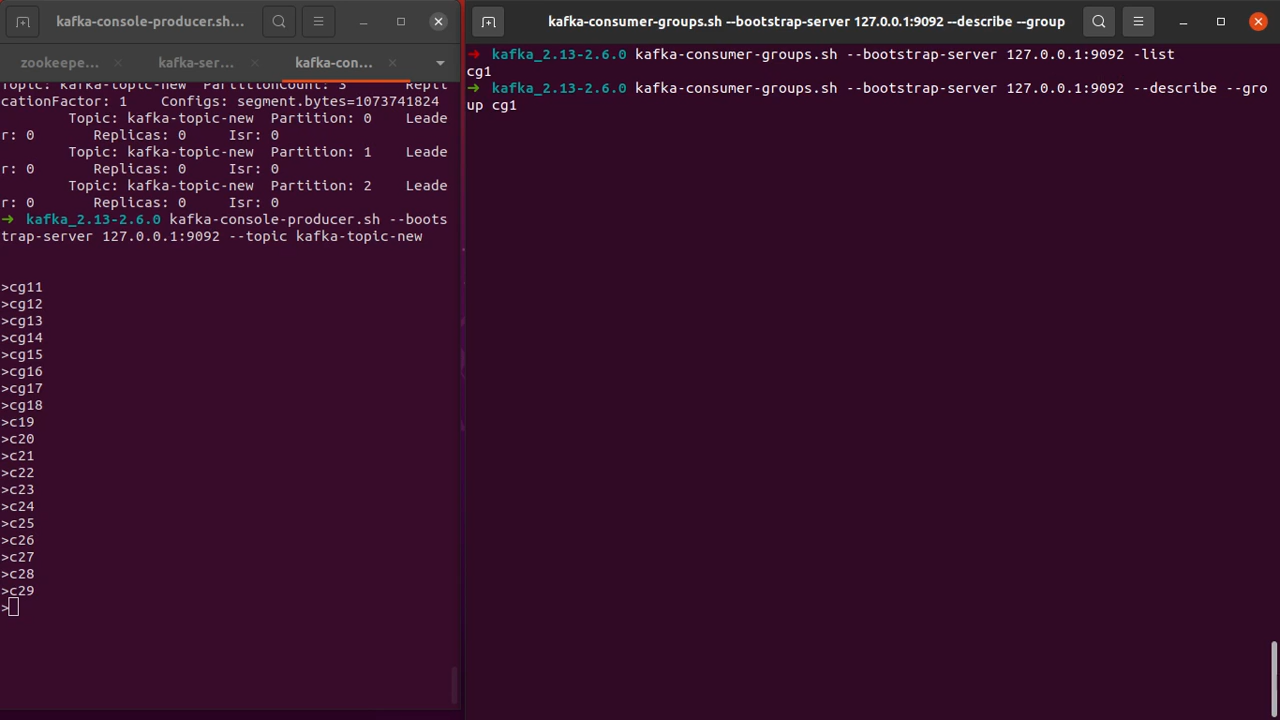 kafka-console-producer.sh...
zookeepe...
kafka-ser...
kafka-con...
Topic: kafka-topic-new  PartitionCount: 3       Repli
cationFactor: 1    Configs: segment.bytes=1073741824
        Topic: kafka-topic-new  Partition: 0    Leade
r: 0       Replicas: 0     Isr: 0
        Topic: kafka-topic-new  Partition: 1    Leade
r: 0       Replicas: 0     Isr: 0
        Topic: kafka-topic-new  Partition: 2    Leade
r: 0       Replicas: 0     Isr: 0
➜  kafka_2.13-2.6.0 kafka-console-producer.sh --boots
trap-server 127.0.0.1:9092 --topic kafka-topic-new
>cg11
>cg12
>cg13
>cg14
>cg15
>cg16
>cg17
>cg18
>c19
>c20
>c21
>c22
>c23
>c24
>c25
>c26
>c27
>c28
>c29
>
kafka-consumer-groups.sh --bootstrap-server 127.0.0.1:9092 --describe --group
➜  kafka_2.13-2.6.0 kafka-consumer-groups.sh --bootstrap-server 127.0.0.1:9092 -list
cg1
➜  kafka_2.13-2.6.0 kafka-consumer-groups.sh --bootstrap-server 127.0.0.1:9092 --describe --gro
up cg1